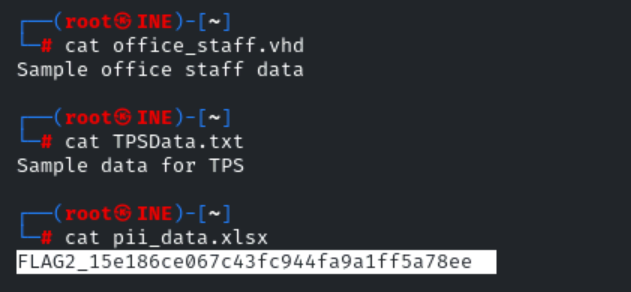 ┌──(root㉿INE)-[~]
└─# cat office_staff.vhd
Sample office staff data
┌──(root㉿INE)-[~]
└─# cat TPSData.txt
Sample data for TPS
┌──(root㉿INE)-[~]
└─# cat pii_data.xlsx
FLAG2_15e186ce067c43fc944fa9a1ff5a78ee